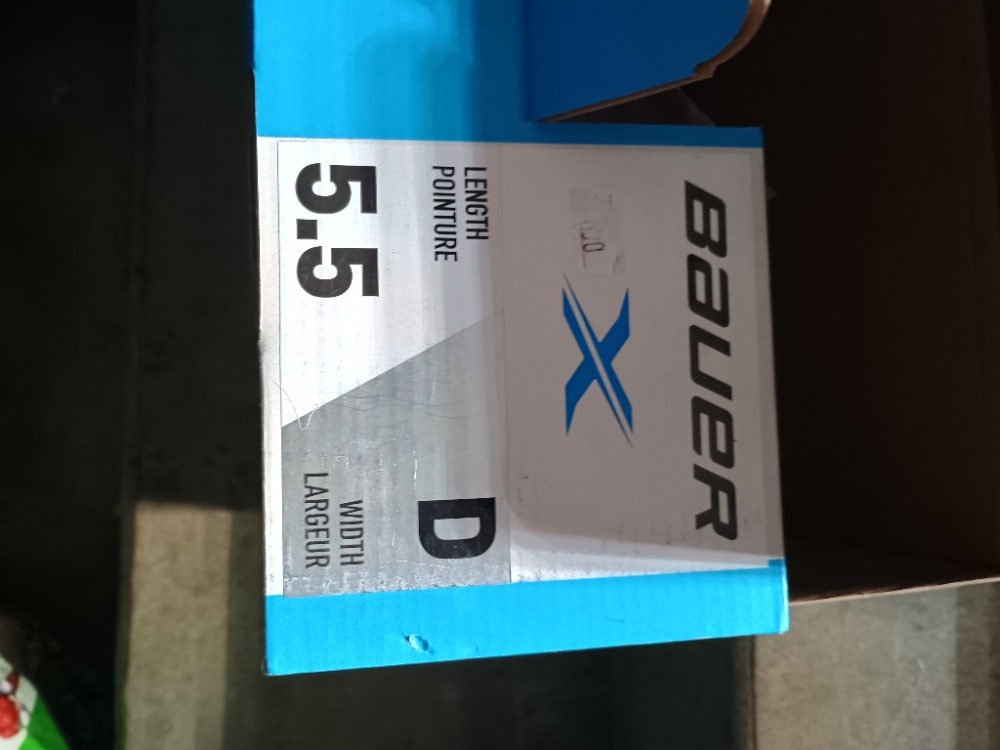 BAUER
X
LENGTH
POINTURE
5.5
D
WIDTH
LARGEUR